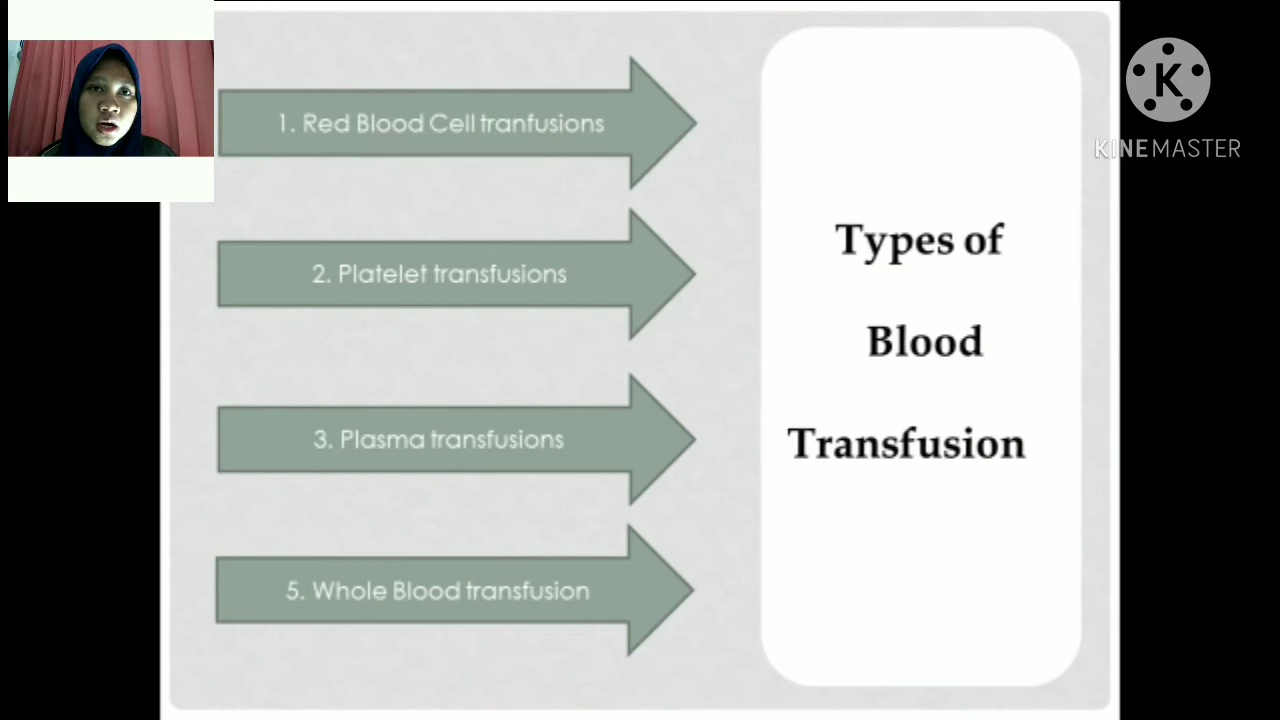 1. Red Blood Cell tranfusions
2. Platelet transfusions
3. Plasma transfusions
5. Whole Blood transfusion
Types of
Blood
Transfusion
K
KINEMASTER